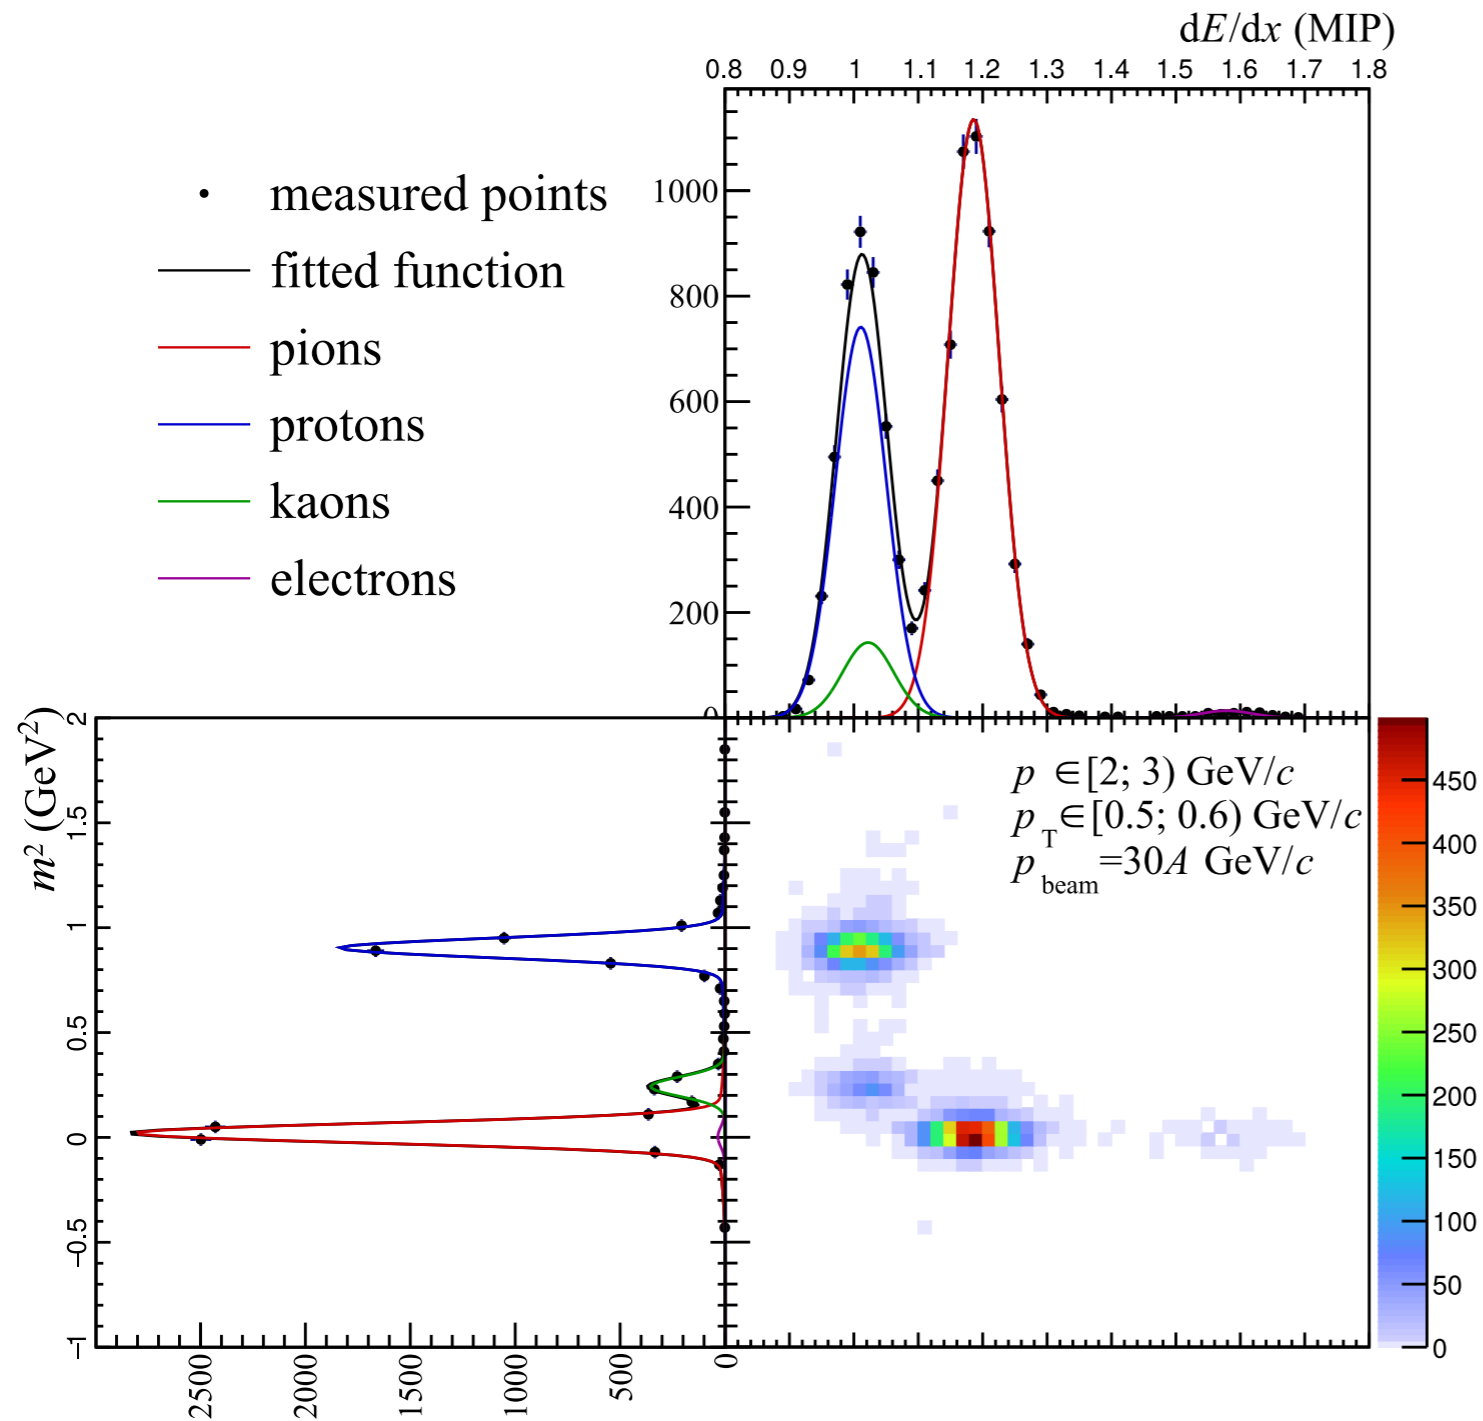 dE/dx (MIP)
0.8 0.9 1 1.1 1.2 1.3 1.4 1.5 1.6 1.7 1.8
1000
800
600
400
200
0
measured points
fitted function
pions
protons
kaons
electrons
m² (GeV²)
2
1.5
1
0.5
0
−0.5
−1
2500 2000 1500 1000 500 0
p ∈[2; 3) GeV/c
p T∈[0.5; 0.6) GeV/c
p beam=30A GeV/c
450
400
350
300
250
200
150
100
50
0